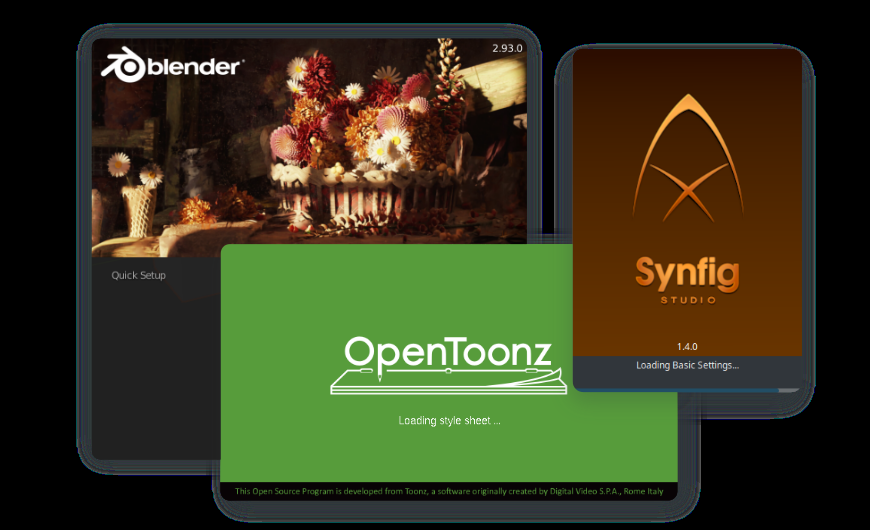 blender
2.93.0
Quick Setup
OpenToonz
Loading style sheet ...
This Open Source Program is developed from Toonz, a software originally created by Digital Video S.P.A., Rome Italy
Synfig
STUDIO
1.4.0
Loading Basic Settings...